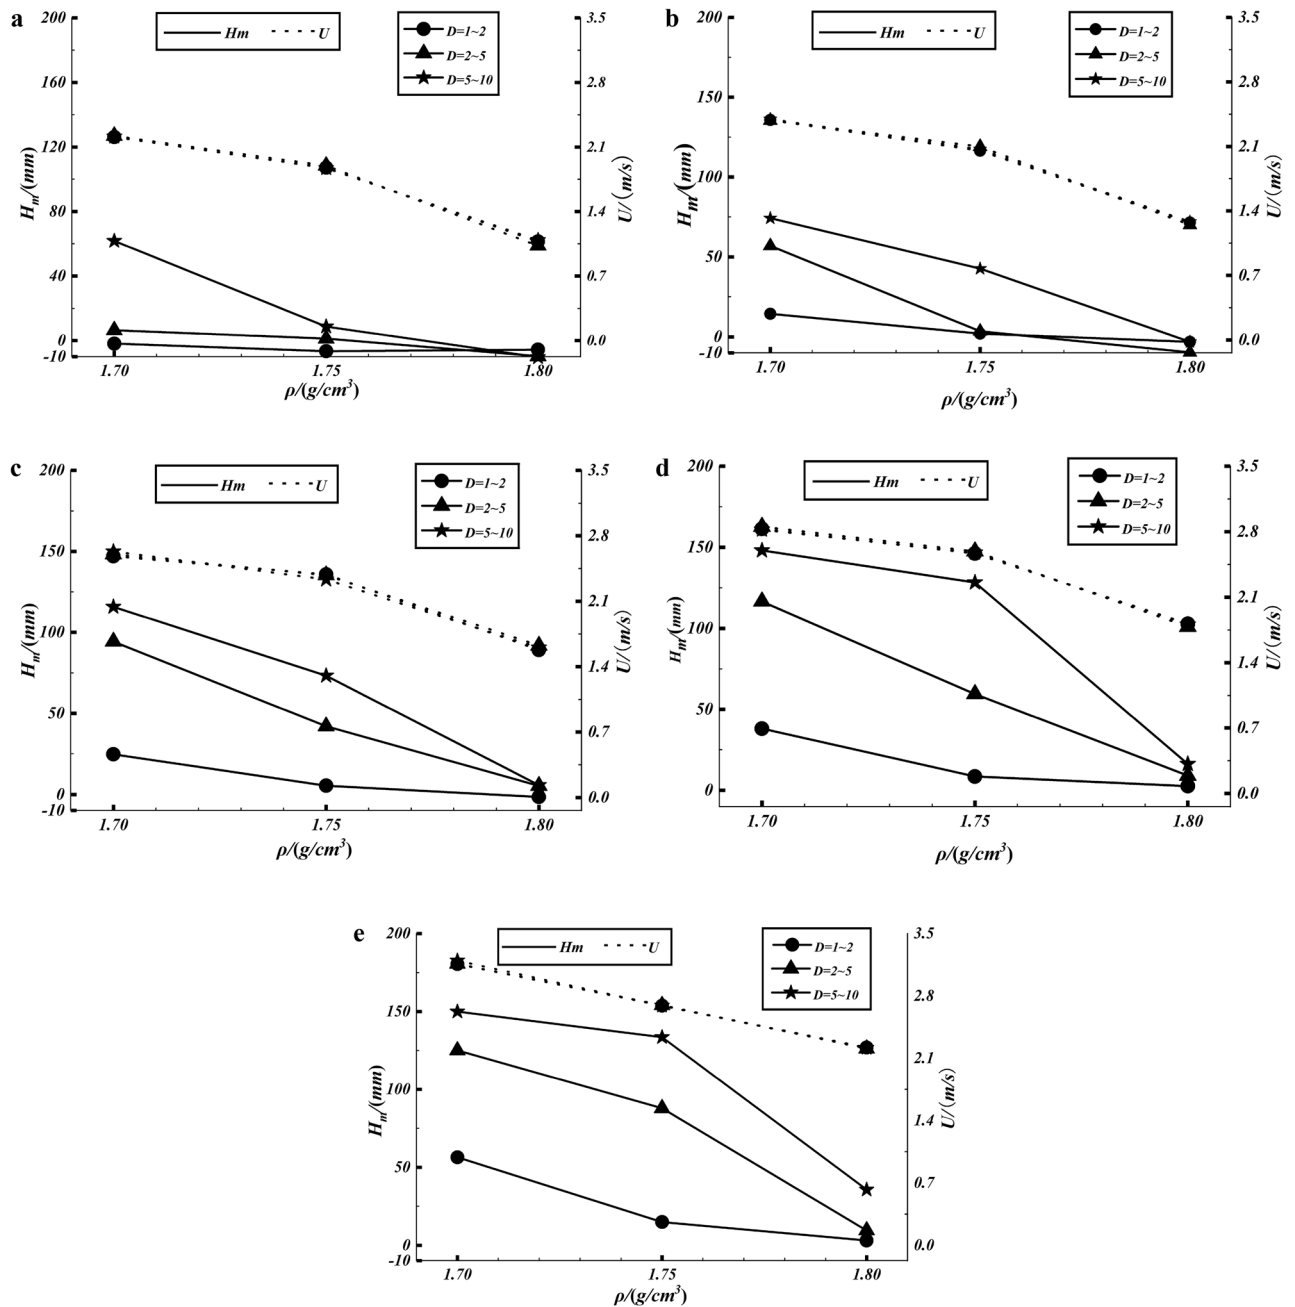 a
200
160
120
80
40
0
-10
Hm/(mm)
Hm U
D=1~2
D=2~5
D=5~10
3.5
2.8
2.1
1.4
0.7
0.0
U/(m/s)
1.70 1.75 1.80
ρ/(g/cm³)
b
200
150
100
50
0
-10
Hm/(mm)
Hm U
D=1~2
D=2~5
D=5~10
3.5
2.8
2.1
1.4
0.7
0.0
U/(m/s)
1.70 1.75 1.80
ρ/(g/cm³)
c
200
150
100
50
0
-10
Hm/(mm)
Hm U
D=1~2
D=2~5
D=5~10
3.5
2.8
2.1
1.4
0.7
0.0
U/(m/s)
1.70 1.75 1.80
ρ/(g/cm³)
d
200
150
100
50
0
Hm/(mm)
Hm U
D=1~2
D=2~5
D=5~10
3.5
2.8
2.1
1.4
0.7
0.0
U/(m/s)
1.70 1.75 1.80
ρ/(g/cm³)
e
200
150
100
50
0
-10
Hm/(mm)
Hm U
D=1~2
D=2~5
D=5~10
3.5
2.8
2.1
1.4
0.7
0.0
U/(m/s)
1.70 1.75 1.80
ρ/(g/cm³)